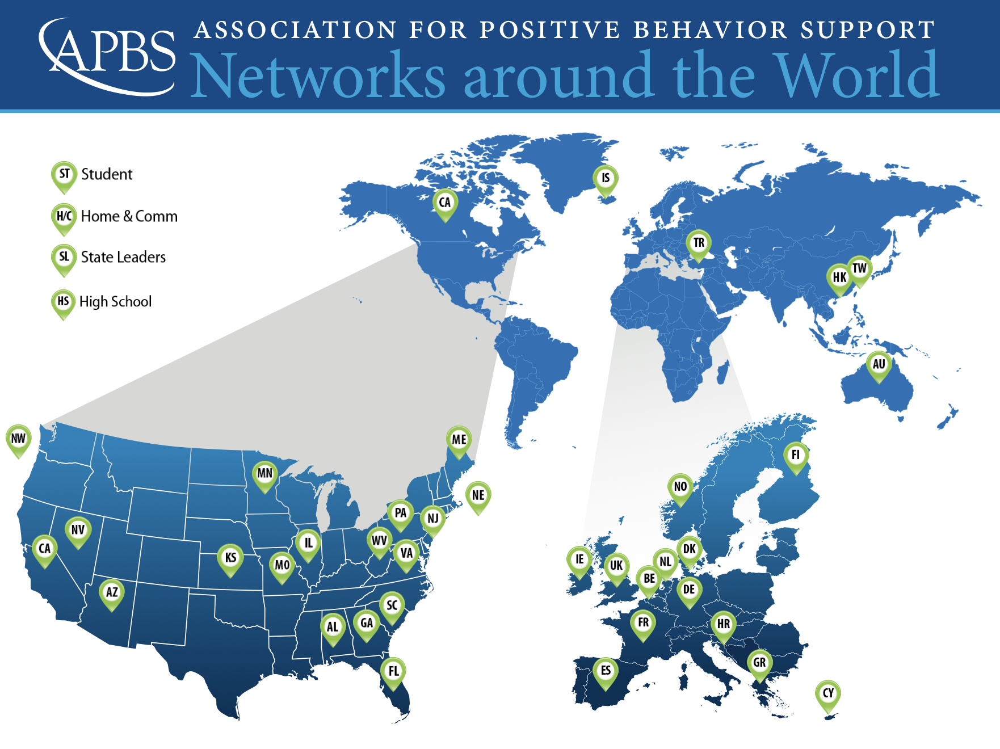 APBS
ASSOCIATION FOR POSITIVE BEHAVIOR SUPPORT
Networks around the World
ST Student
H/C Home & Comm
SL State Leaders
HS High School
IS
CA
TR
TW
HK
AU
NW
ME
MN
NE
PA
NJ
NV
WV
IL
CA
VA
KS
MO
AZ
SC
GA
AL
FL
FI
NO
DK
IE
NL
UK
BE
DE
FR
HR
GR
ES
CY